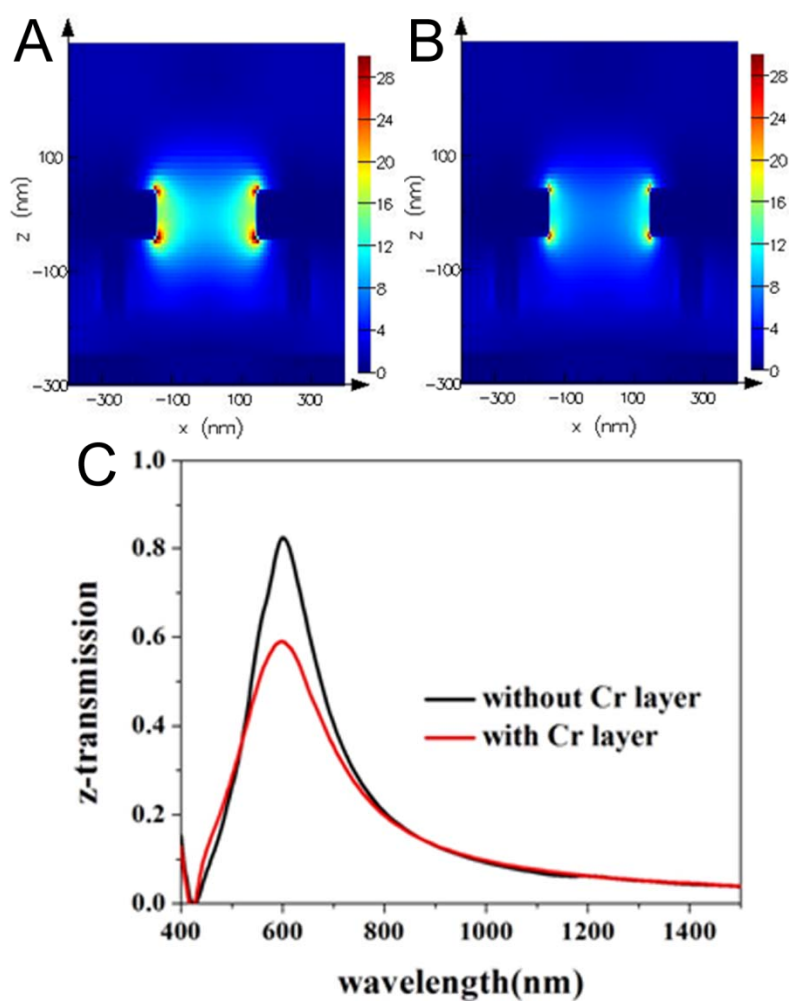 A
28
24
20
16
12
8
4
0
100
-100
-300
z (nm)
-300 -100 100 300
x (nm)
B
28
24
20
16
12
8
4
0
100
-100
-300
z (nm)
-300 -100 100 300
x (nm)
C
1.0
0.8
0.6
0.4
0.2
0.0
z-transmission
without Cr layer
with Cr layer
400 600 800 1000 1200 1400
wavelength(nm)